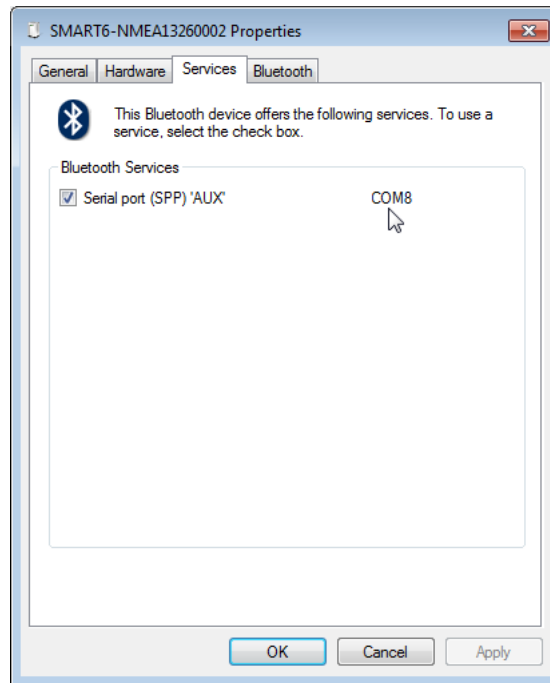 SMART6-NMEA13260002 Properties
General Hardware Services Bluetooth
This Bluetooth device offers the following services. To use a
service, select the check box.
Bluetooth Services
Serial port (SPP) 'AUX' COM8
OK Cancel Apply